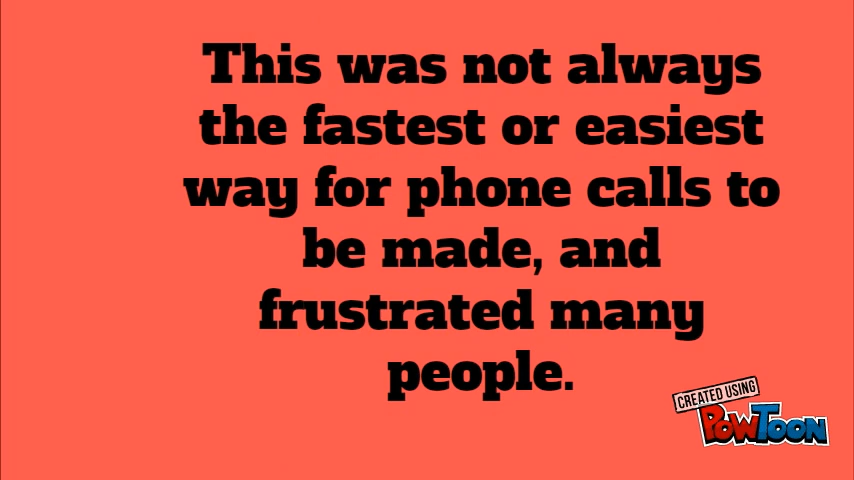 This was not always
the fastest or easiest
way for phone calls to
be made, and
frustrated many
people.
CREATED USING
POWTOON